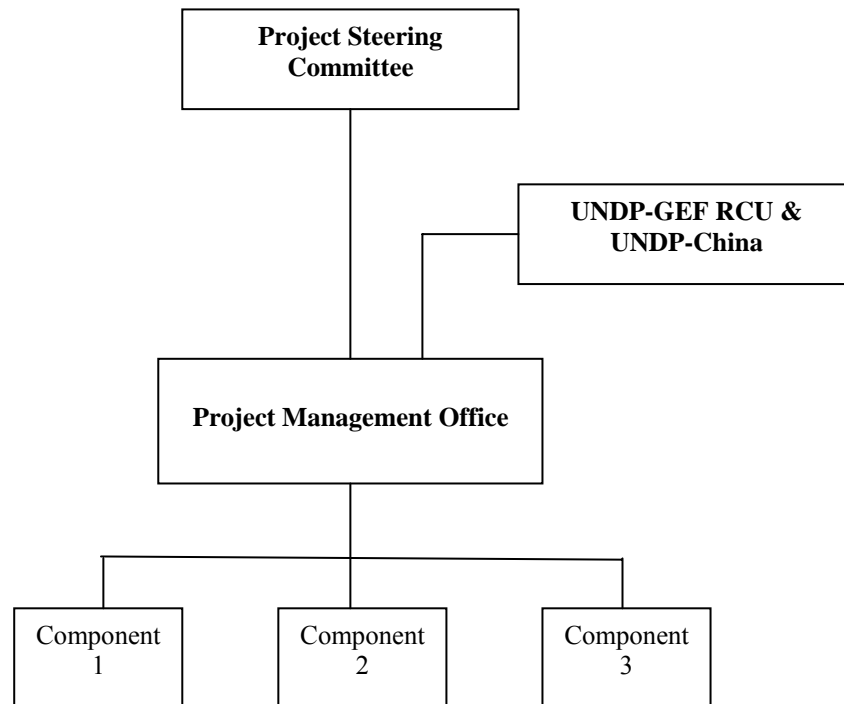 Project Steering
Committee
UNDP-GEF RCU &
UNDP-China
Project Management Office
Component
1
Component
2
Component
3